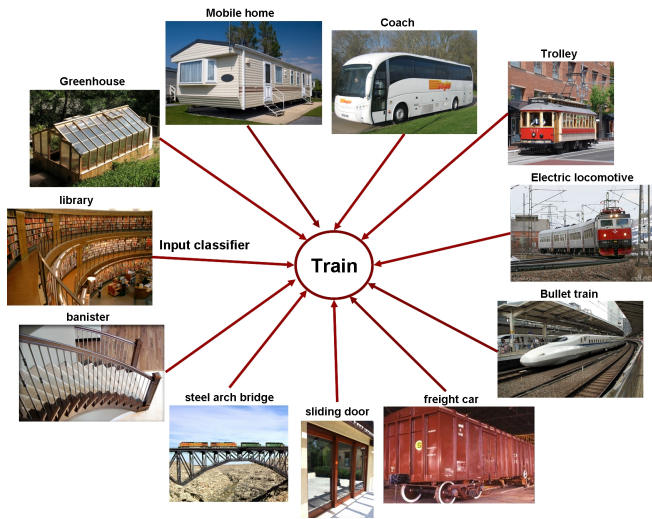 Mobile home
Coach
Trolley
Greenhouse
Electric locomotive
library
Input classifier
Train
Bullet train
banister
steel arch bridge
sliding door
freight car